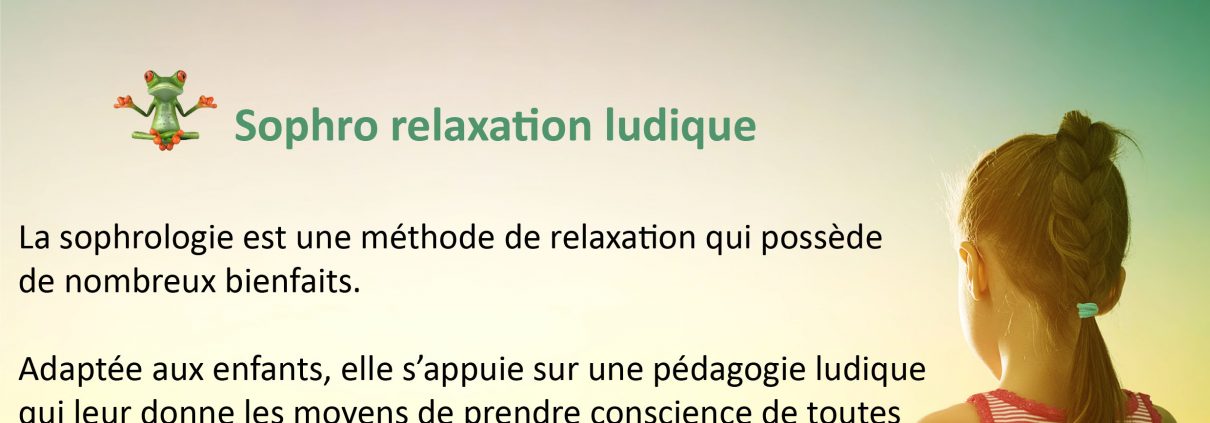 Sophro relaxation ludique
La sophrologie est une méthode de relaxation qui possède
de nombreux bienfaits.
Adaptée aux enfants, elle s’appuie sur une pédagogie ludique
qui leur donne les moyens de prendre conscience de toutes